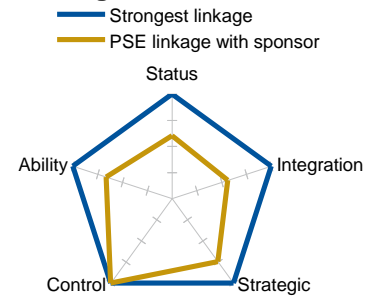 Strongest linkage
PSE linkage with sponsor
Status
Ability
Integration
Control
Strategic